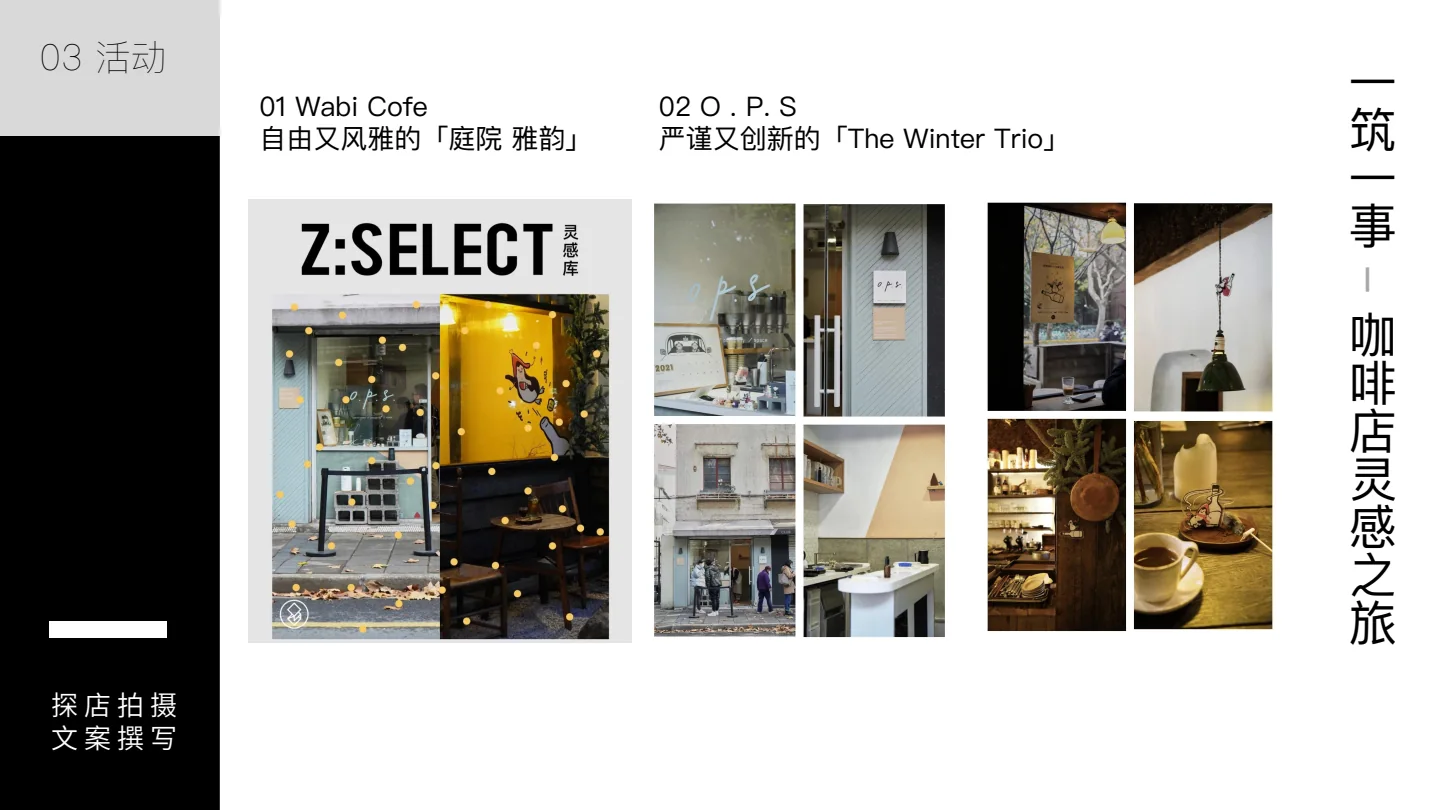 03 活动
01 Wabi Cofe
自由又风雅的「庭院 雅韵」
02 O . P. S
严谨又创新的「The Winter Trio」
Z:SELECT
灵感库
o.p.s
o.p.s
2021
o.p.s
一筑一事 – 咖啡店灵感之旅
探店拍摄
文案撰写